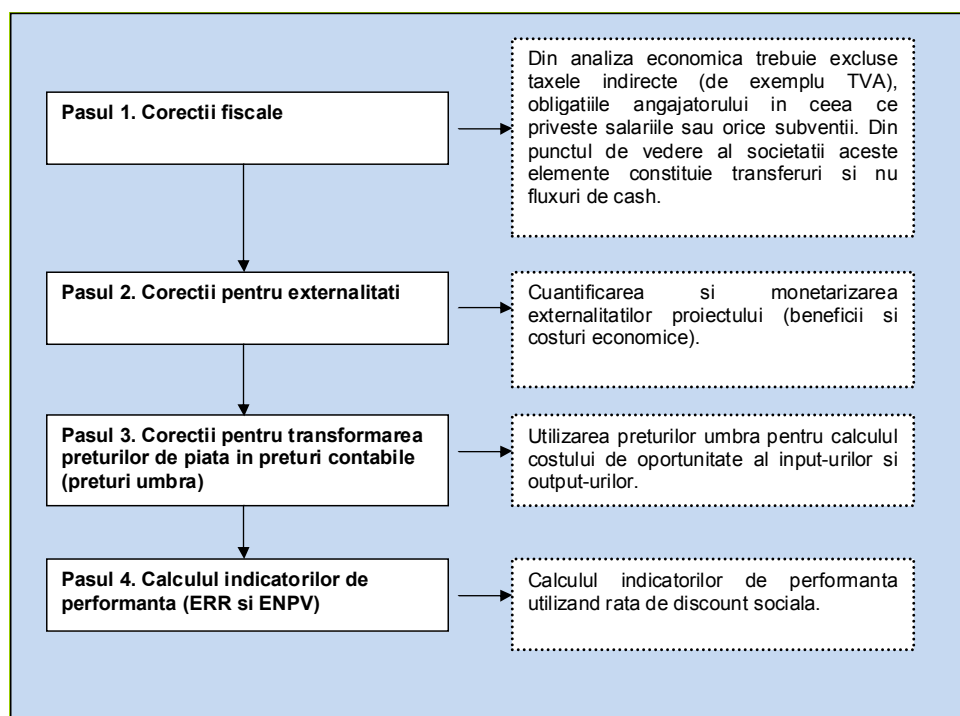 Pasul 1. Corectii fiscale
Din analiza economica trebuie excluse
taxele indirecte (de exemplu TVA),
obligatiile angajatorului in ceea ce
priveste salariile sau orice subventii. Din
punctul de vedere al societatii aceste
elemente constituie transferuri si nu
fluxuri de cash.
Pasul 2. Corectii pentru externalitati
Cuantificarea si monetarizarea
externalitatilor proiectului (beneficii si
costuri economice).
Pasul 3. Corectii pentru transformarea
preturilor de piata in preturi contabile
(preturi umbra)
Utilizarea preturilor umbra pentru calculul
costului de oportunitate al input-urilor si
output-urilor.
Pasul 4. Calculul indicatorilor de
performanta (ERR si ENPV)
Calculul indicatorilor de performanta
utilizand rata de discount sociala.